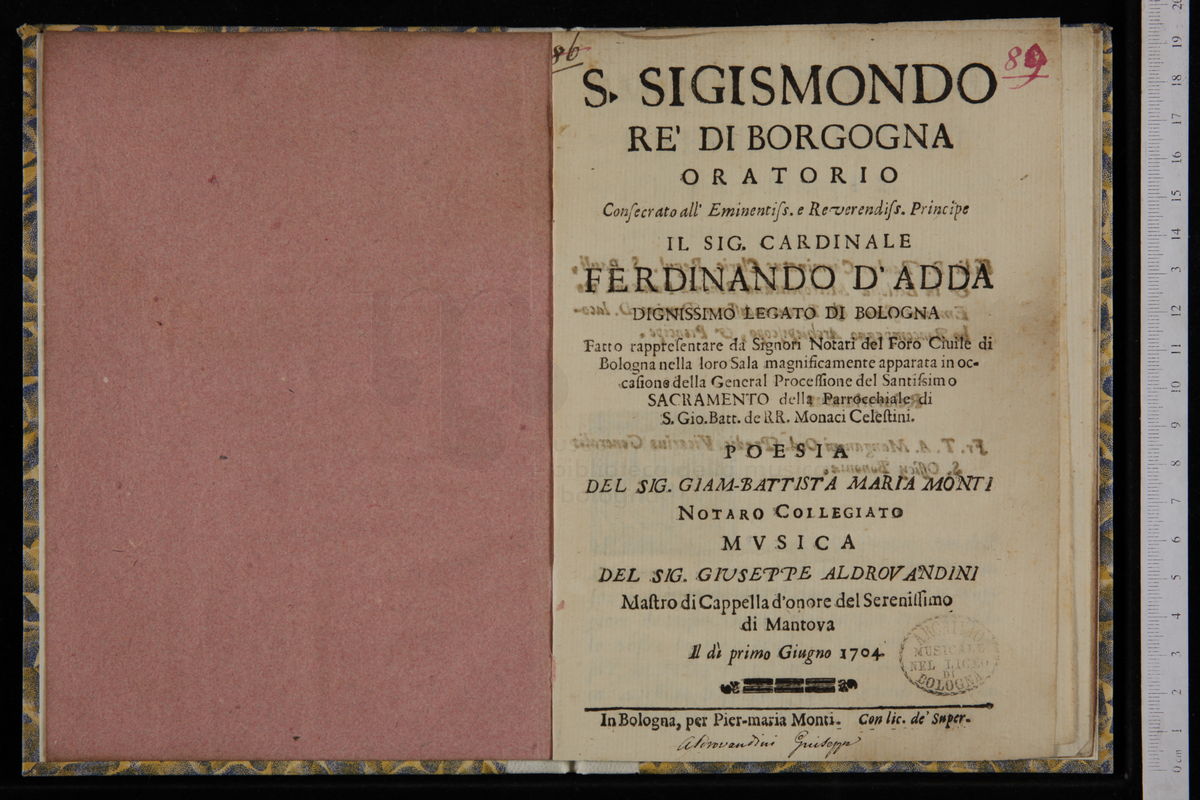 86
89
S. SIGISMONDO
RE' DI BORGOGNA
ORATORIO
Conſecrato all' Eminentiſs. e Reverendiſs. Principe
IL SIG. CARDINALE
FERDINANDO D'ADDA
DIGNISSIMO LEGATO DI BOLOGNA
Fatto rappreſentare da Signori Notari del Foro Ciuile di
Bologna nella loro Sala magnificamente apparata in oc-
caſione della General Proceſſione del Santiſsimo
SACRAMENTO della Parrocchiale di
S. Gio. Batt. de RR. Monaci Celeſtini.
POESIA
DEL SIG. GIAM-BATTISTA MARIA MONTI
NOTARO COLLEGIATO
MVSICA
DEL SIG. GIUSEPPE ALDROVANDINI
Maſtro di Cappella d'onore del Sereniſſimo
di Mantova
Il dì primo Giugno 1704
ARCHIVIO
MUSICALE
NEL LICEO
DI
BOLOGNA
In Bologna, per Pier-maria Monti. Con lic. de' Super.
Aldrovandini Giuseppe